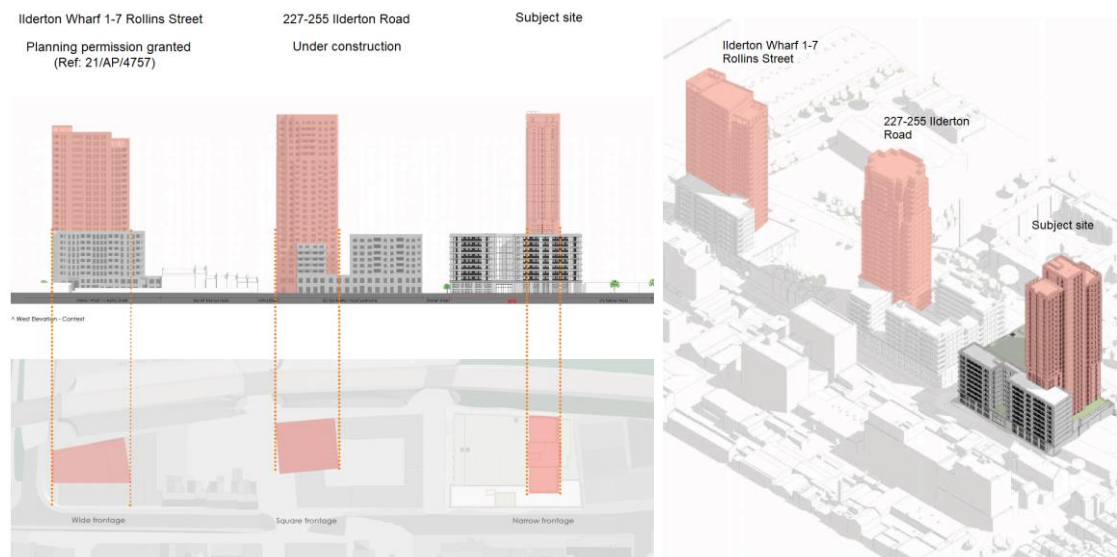 Ilderton Wharf 1-7 Rollins Street
Planning permission granted
(Ref: 21/AP/4757)
227-255 Ilderton Road
Under construction
Subject site
^ West Elevation - Context
Wide frontage
Square frontage
Narrow frontage
Ilderton Wharf 1-7
Rollins Street
227-255 Ilderton
Road
Subject site